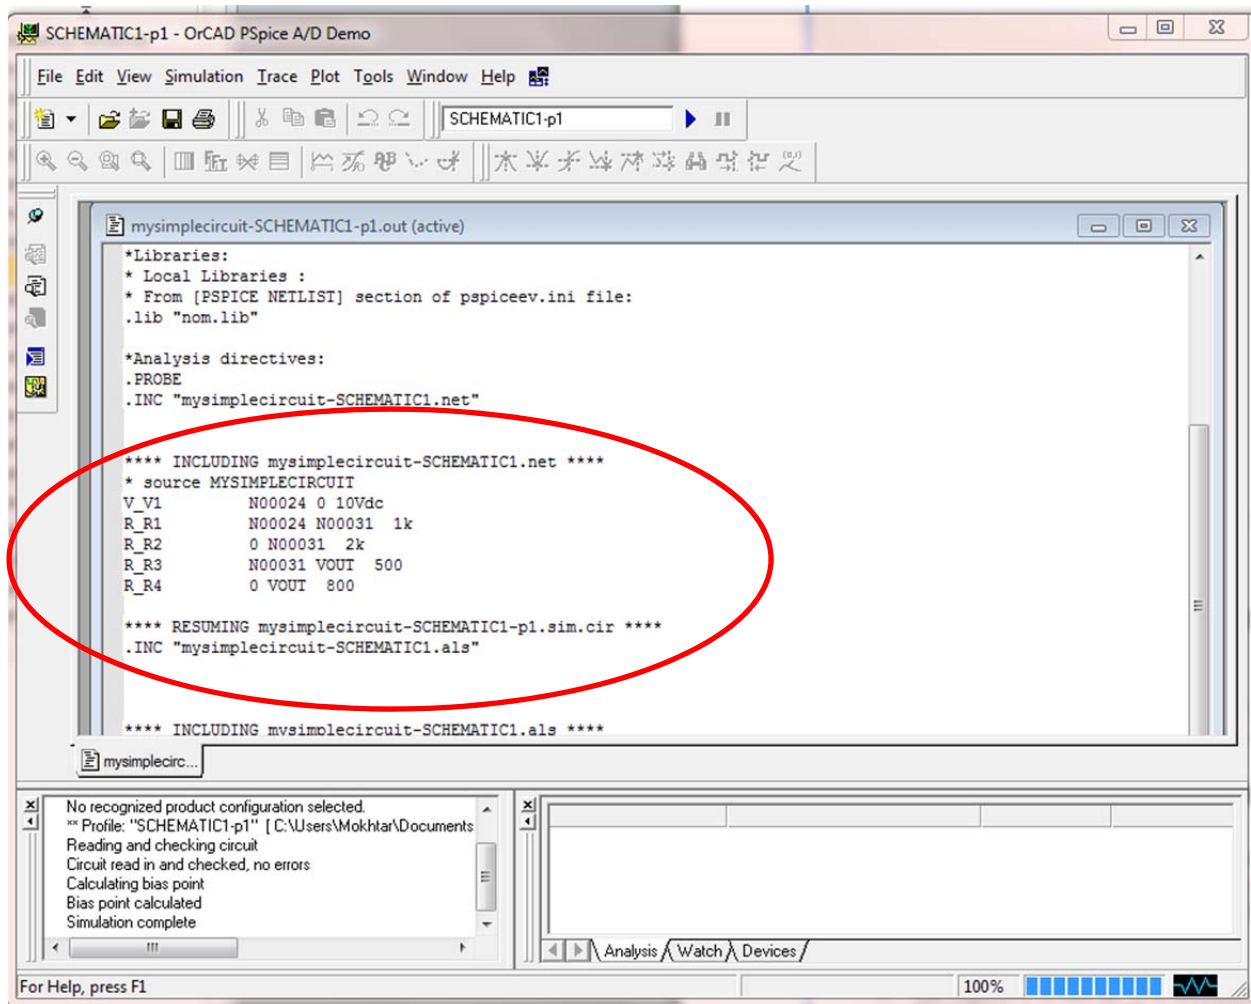 SCHEMATIC1-p1 - OrCAD PSpice A/D Demo
File Edit View Simulation Trace Plot Tools Window Help
SCHEMATIC1-p1
mysimplecircuit-SCHEMATIC1-p1.out (active)
*Libraries:
* Local Libraries :
* From [PSPICE NETLIST] section of pspiceev.ini file:
.lib "nom.lib"
*Analysis directives:
.PROBE
.INC "mysimplecircuit-SCHEMATIC1.net"
**** INCLUDING mysimplecircuit-SCHEMATIC1.net ****
* source MYSIMPLECIRCUIT
V_V1 N00024 0 10Vdc
R_R1 N00024 N00031 1k
R_R2 0 N00031 2k
R_R3 N00031 VOUT 500
R_R4 0 VOUT 800
**** RESUMING mysimplecircuit-SCHEMATIC1-p1.sim.cir ****
.INC "mysimplecircuit-SCHEMATIC1.als"
**** INCLUDING mysimplecircuit-SCHEMATIC1.als ****
mysimplecirc...
No recognized product configuration selected.
** Profile: "SCHEMATIC1-p1" [ C:\Users\Mokhtar\Documents
Reading and checking circuit
Circuit read in and checked, no errors
Calculating bias point
Bias point calculated
Simulation complete
Analysis Watch Devices
For Help, press F1
100%